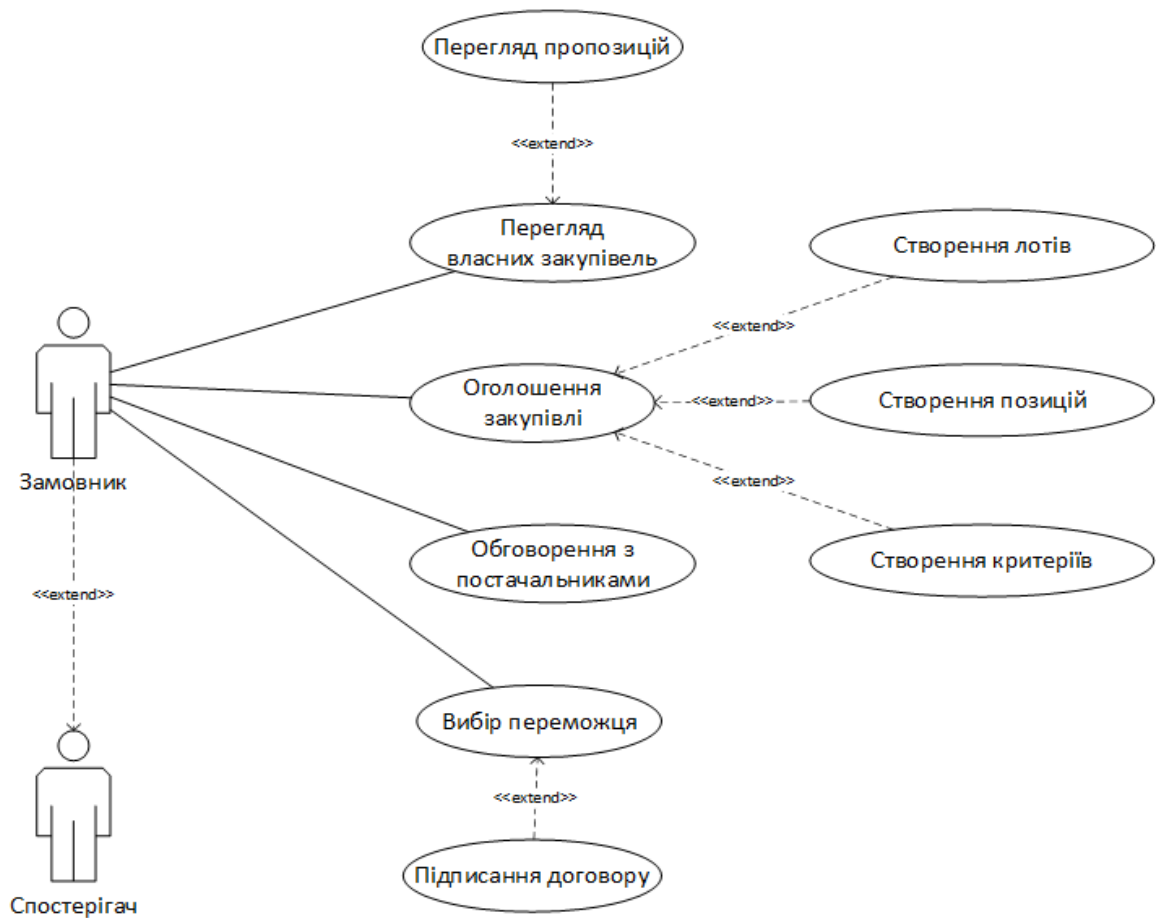 Перегляд пропозицій
<<extend>>
Перегляд
власних закупівель
Створення лотів
<<extend>>
Оголошення
закупівлі
<<extend>>
Створення позицій
Замовник
<<extend>>
Обговорення з
постачальниками
Створення критеріїв
<<extend>>
Вибір переможця
<<extend>>
Підписання договору
Спостерігач